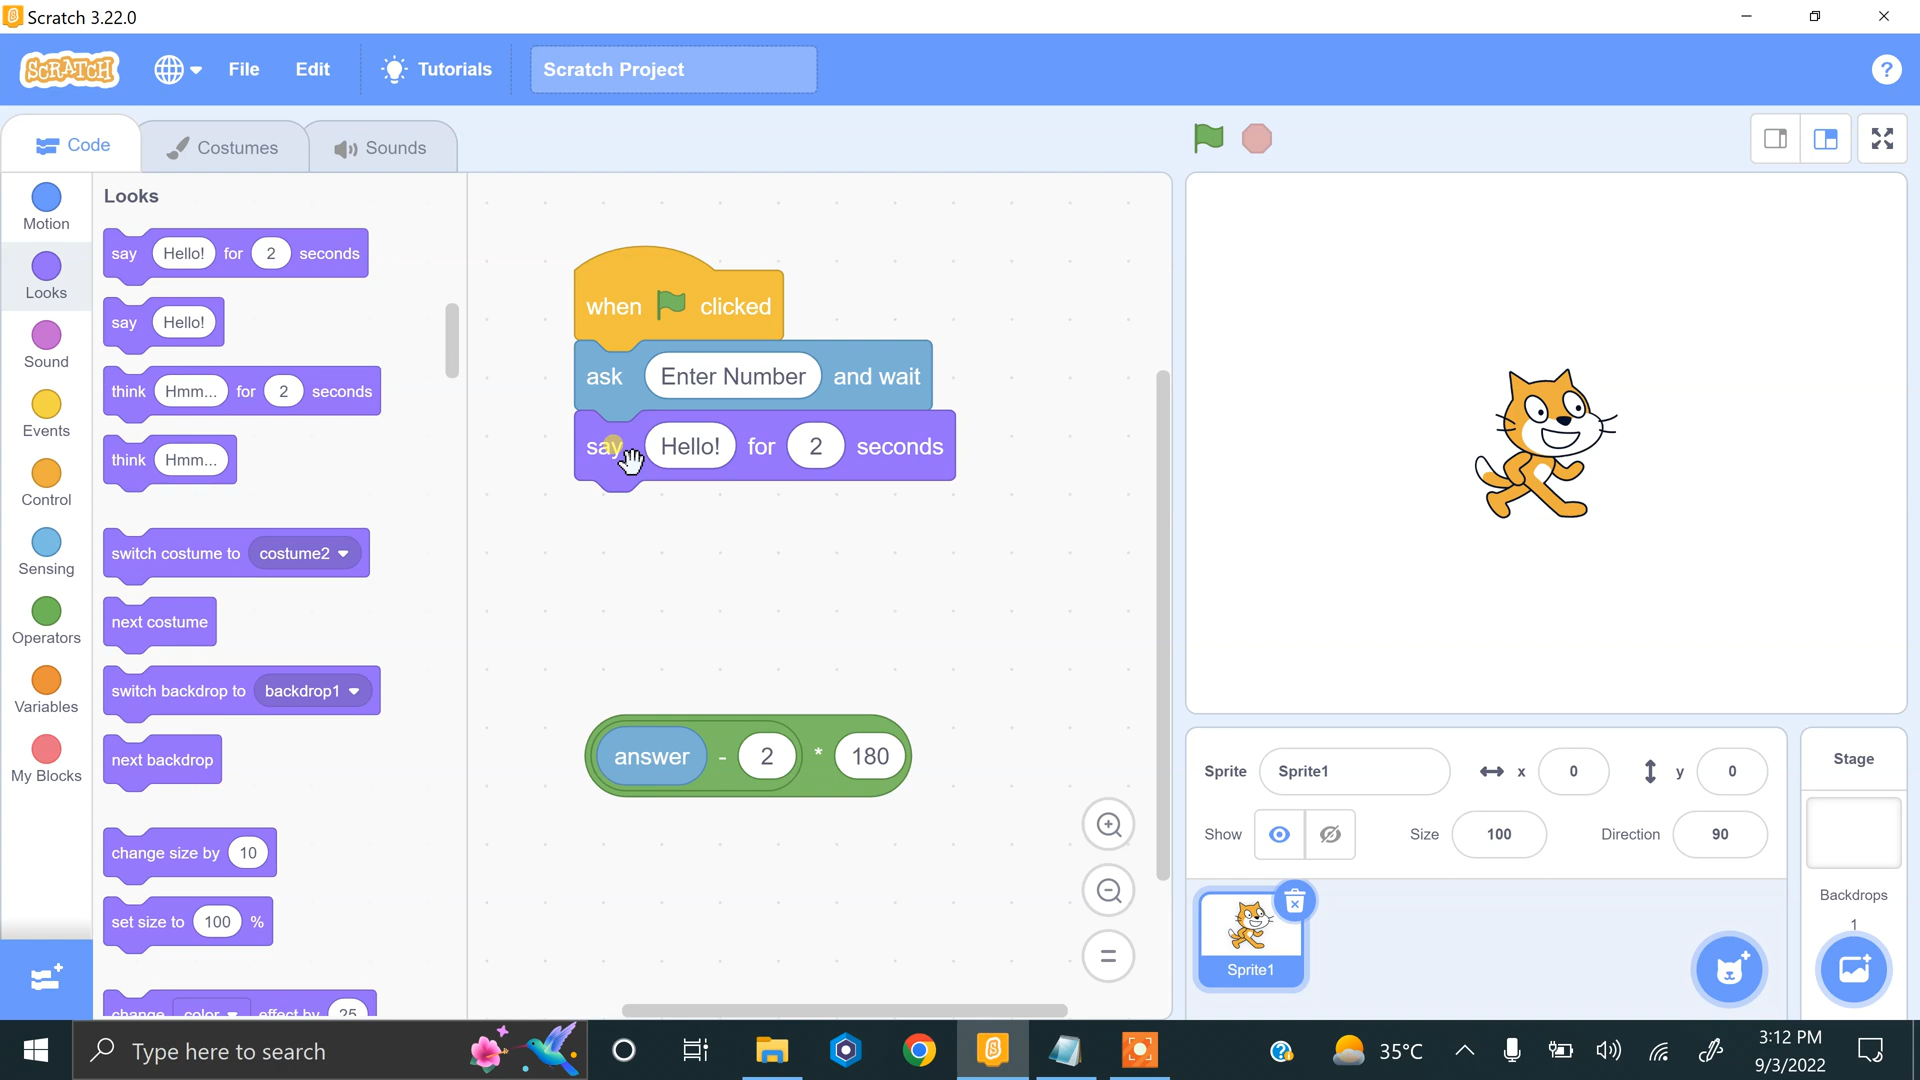 Scratch 3.22.0
SCRATCH
File
Edit
Tutorials
Scratch Project
?
Code
Costumes
Sounds
Motion
Looks
Sound
Events
Control
Sensing
Operators
Variables
My Blocks
Looks
say Hello! for 2 seconds
say Hello!
think Hmm... for 2 seconds
think Hmm...
switch costume to costume2
next costume
switch backdrop to backdrop1
next backdrop
change size by 10
set size to 100 %
change color effect by 25
when clicked
ask Enter Number and wait
say Hello! for 2 seconds
answer - 2 * 180
Sprite Sprite1 x 0 y 0
Show Size 100 Direction 90
Sprite1
Stage
Backdrops
1
Type here to search
35°C
3:12 PM
9/3/2022